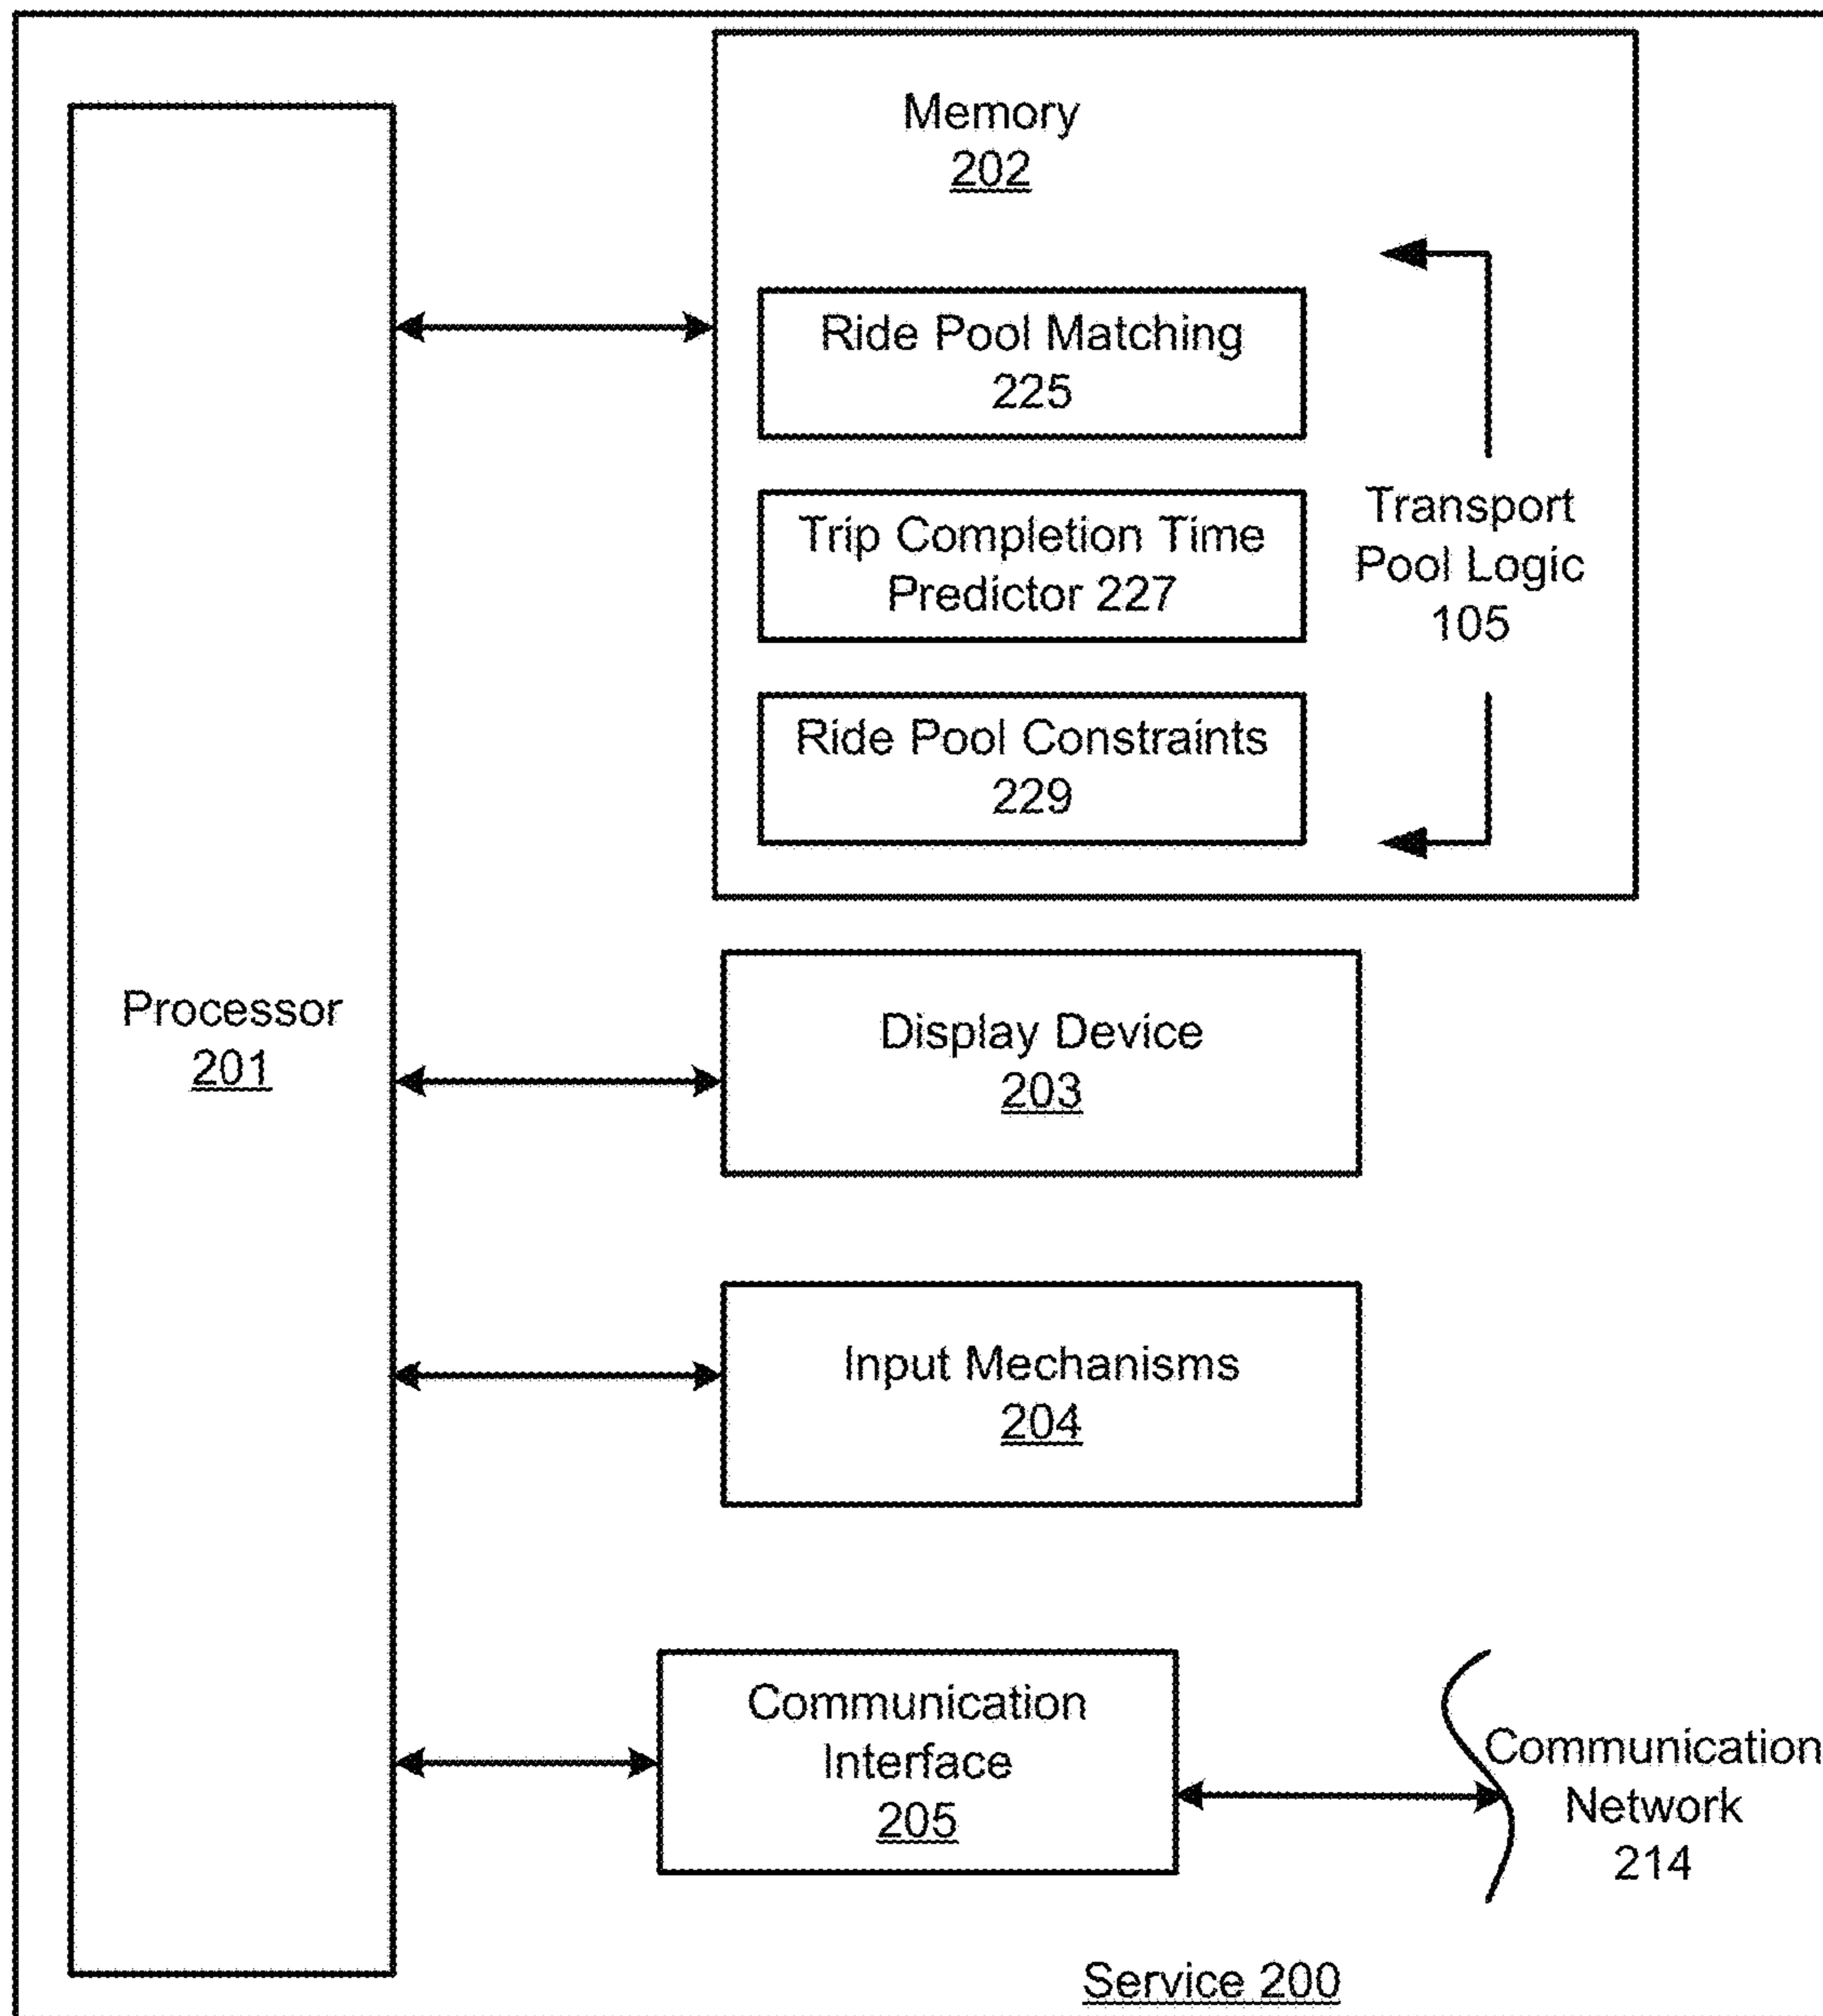 Memory
202
Ride Pool Matching
225
Trip Completion Time
Predictor 227
Ride Pool Constraints
229
Transport
Pool Logic
105
Processor
201
Display Device
203
Input Mechanisms
204
Communication
Interface
205
Communication
Network
214
Service 200